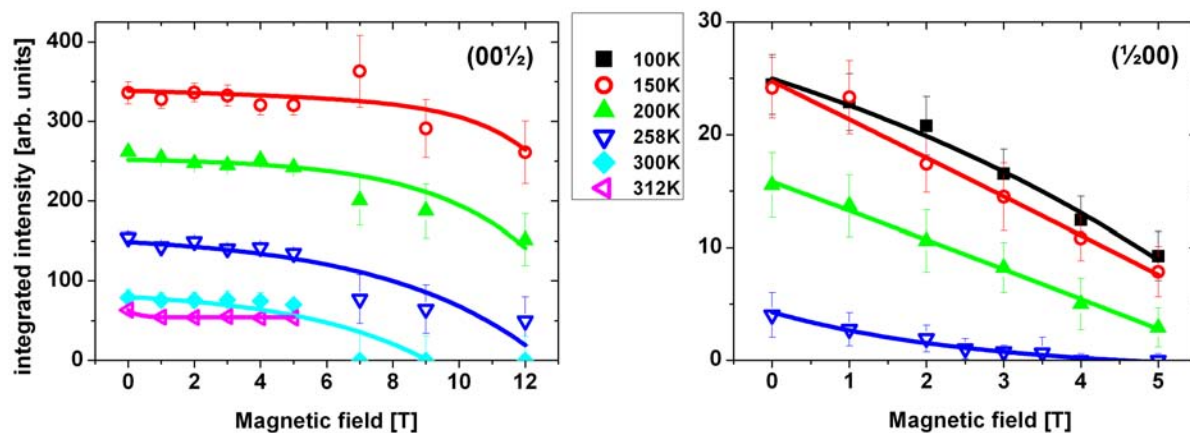 400
300
200
100
0
integrated intensity [arb. units]
(00½)
0 2 4 6 8 10 12
Magnetic field [T]
100K
150K
200K
258K
300K
312K
30
20
10
0
(½00)
0 1 2 3 4 5
Magnetic field [T]